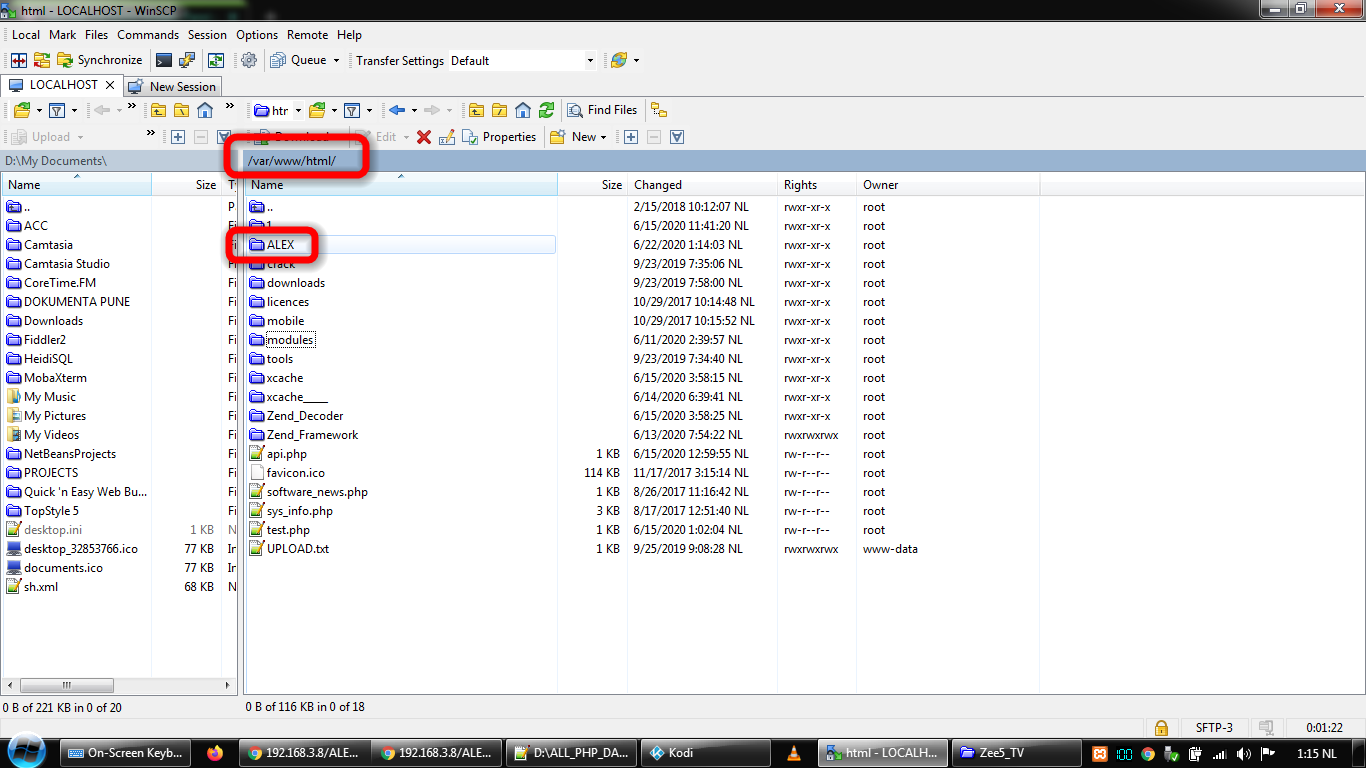 html - LOCALHOST - WinSCP
Local Mark Files Commands Session Options Remote Help
Synchronize Queue Transfer Settings Default
LOCALHOST New Session
Find Files
Upload Download Edit Properties New
D:\My Documents\ /var/www/html/
Name Size Name Size Changed Rights Owner
.. P .. 2/15/2018 10:12:07 NL rwxr-xr-x root
ACC Fi 1 6/15/2020 11:41:20 NL rwxr-xr-x root
Camtasia Fi ALEX 6/22/2020 1:14:03 NL rwxr-xr-x root
Camtasia Studio Fi crack 9/23/2019 7:35:06 NL rwxr-xr-x root
CoreTime.FM Fi downloads 9/23/2019 7:58:00 NL rwxr-xr-x root
DOKUMENTA PUNE Fi licences 10/29/2017 10:14:48 NL rwxr-xr-x root
Downloads Fi mobile 10/29/2017 10:15:52 NL rwxr-xr-x root
Fiddler2 Fi modules 6/11/2020 2:39:57 NL rwxr-xr-x root
HeidiSQL Fi tools 9/23/2019 7:34:40 NL rwxr-xr-x root
MobaXterm Fi xcache 6/15/2020 3:58:15 NL rwxr-xr-x root
My Music Fi xcache____ 6/14/2020 6:39:41 NL rwxr-xr-x root
My Pictures Fi Zend_Decoder 6/15/2020 3:58:25 NL rwxr-xr-x root
My Videos Fi Zend_Framework 6/13/2020 7:54:22 NL rwxrwxrwx root
NetBeansProjects Fi api.php 1 KB 6/15/2020 12:59:55 NL rw-r--r-- root
PROJECTS Fi favicon.ico 114 KB 11/17/2017 3:15:14 NL rw-r--r-- root
Quick 'n Easy Web Bu... Fi software_news.php 1 KB 8/26/2017 11:16:42 NL rw-r--r-- root
TopStyle 5 Fi sys_info.php 3 KB 8/17/2017 12:51:40 NL rw-r--r-- root
desktop.ini 1 KB N test.php 1 KB 6/15/2020 1:02:04 NL rw-r--r-- root
desktop_32853766.ico 77 KB Ir UPLOAD.txt 1 KB 9/25/2019 9:08:28 NL rwxrwxrwx www-data
documents.ico 77 KB Ir
sh.xml 68 KB N
0 B of 221 KB in 0 of 20 0 B of 116 KB in 0 of 18
SFTP-3 0:01:22
On-Screen Keyb... 192.168.3.8/ALE... 192.168.3.8/ALE... D:\ALL_PHP_DA... Kodi html - LOCALH... Zee5_TV 100 1:15 NL